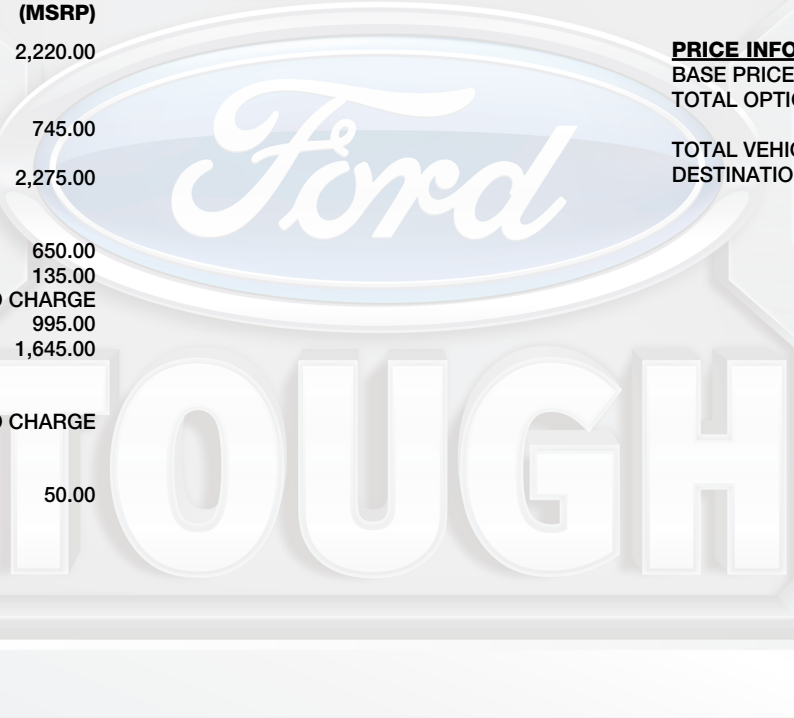 (MSRP)
2,220.00
745.00
2,275.00
650.00
135.00
CHARGE
995.00
1,645.00
CHARGE
50.00
PRICE INFO
BASE PRICE
TOTAL OPTI
TOTAL VEHIC
DESTINATIO
Ford
TOUGH